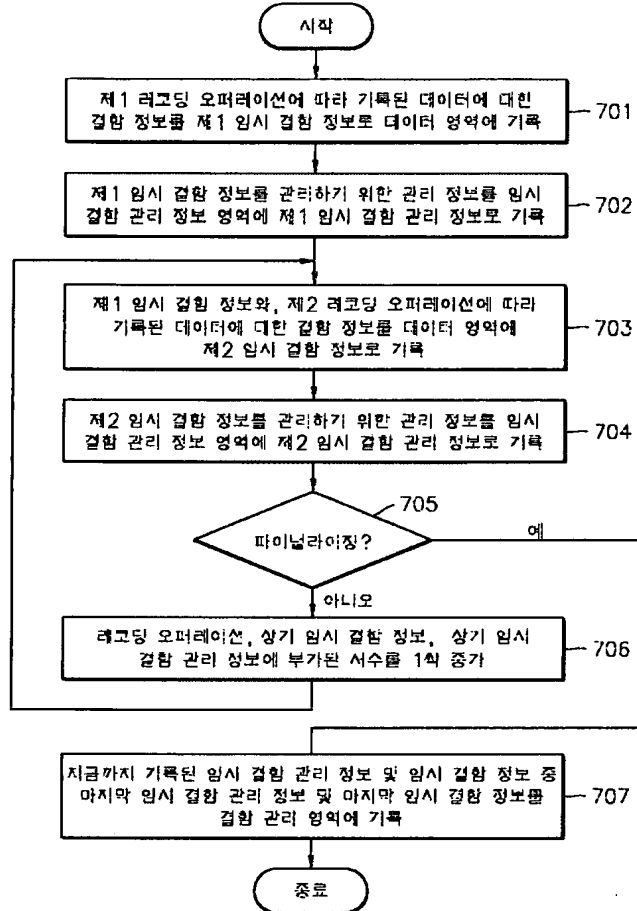 시작
제1 레코딩 오퍼레이션에 따라 기록된 데이터에 대한
결함 정보를 제1 임시 결함 정보로 데이터 영역에 기록
701
제1 임시 결함 정보를 관리하기 위한 관리 정보를 임시
결함 관리 정보 영역에 제1 임시 결함 관리 정보로 기록
702
제1 임시 결함 정보와, 제2 레코딩 오퍼레이션에 따라
기록된 데이터에 대한 결함 정보를 데이터 영역에
제2 임시 결함 정보로 기록
703
제2 임시 결함 정보를 관리하기 위한 관리 정보를 임시
결함 관리 정보 영역에 제2 임시 결함 관리 정보로 기록
704
705
파이널라이징?
예
아니오
레코딩 오퍼레이션, 상기 임시 결함 정보, 상기 임시
결함 관리 정보에 부가된 서수를 1씩 증가
706
지금까지 기록된 임시 결함 관리 정보 및 임시 결함 정보 중
마지막 임시 결함 관리 정보 및 마지막 임시 결함 정보를
결함 관리 영역에 기록
707
종료